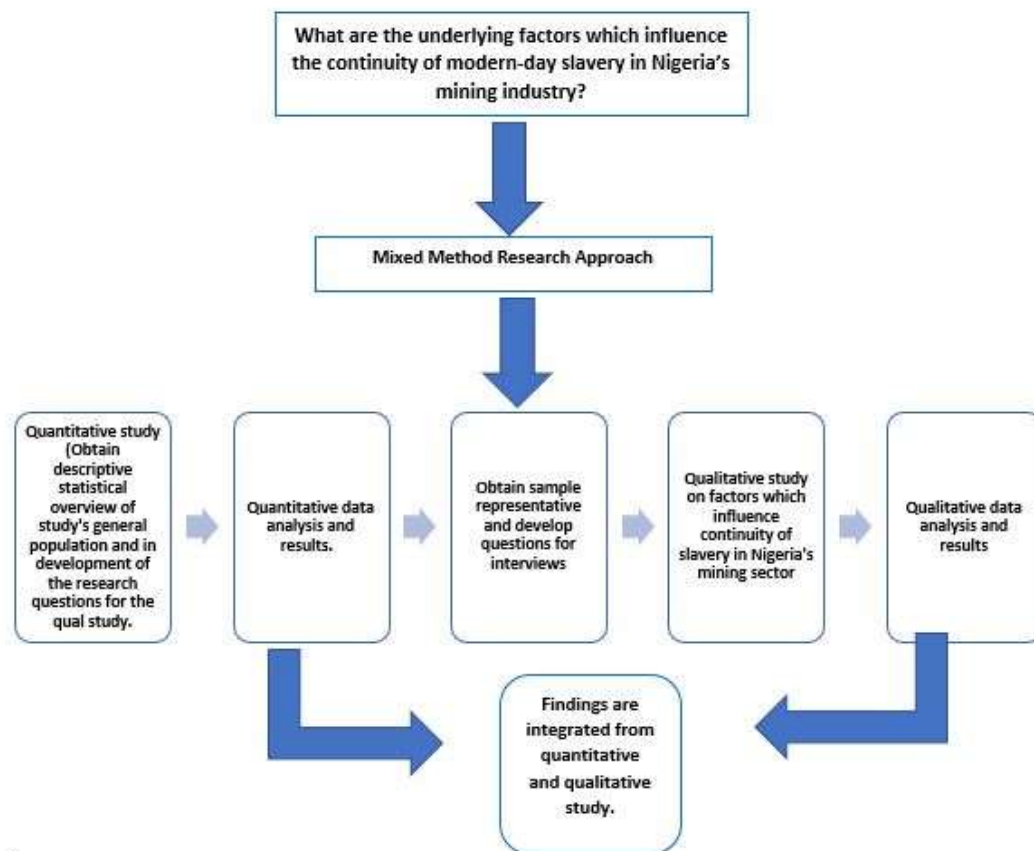 What are the underlying factors which influence
the continuity of modern-day slavery in Nigeria's
mining industry?
Mixed Method Research Approach
Quantitative study
(Obtain
descriptive
statistical
overview of
study's general
population and in
development of
the research
questions for the
qual study.
Quantitative data
analysis and
results.
Obtain sample
representative
and develop
questions for
interviews
Qualitative study
on factors which
influence
continuity of
slavery in Nigeria's
mining sector
Qualitative data
analysis and
results
Findings are
integrated from
quantitative
and qualitative
study.